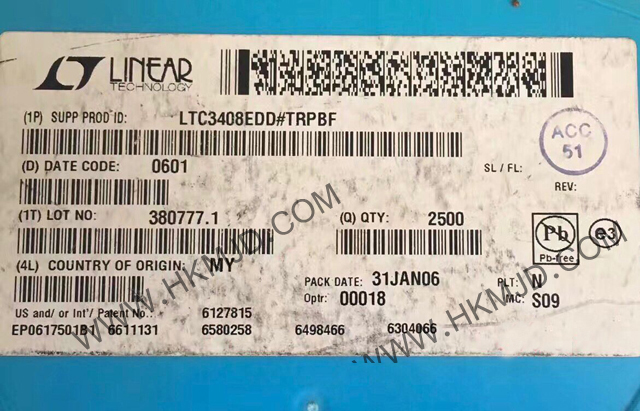 LINEAR
TECHNOLOGY
(1P) SUPP PROD ID: LTC3408EDD#TRPBF
ACC
51
(D) DATE CODE: 0601
SL / FL:
REV:
(1T) LOT NO: 380777.1 (Q) QTY: 2500
Pb
Pb-free
e3
(4L) COUNTRY OF ORIGIN: MY
PACK DATE: 31JAN06 PLT: N
Optr: 00018 MC: S09
US and/ or Int'/ Patent No.: 6127815
EP0617501B1 6611131 6580258 6498466 6304066
WWW.HKMJD.COM
WWW.HKMJD.COM